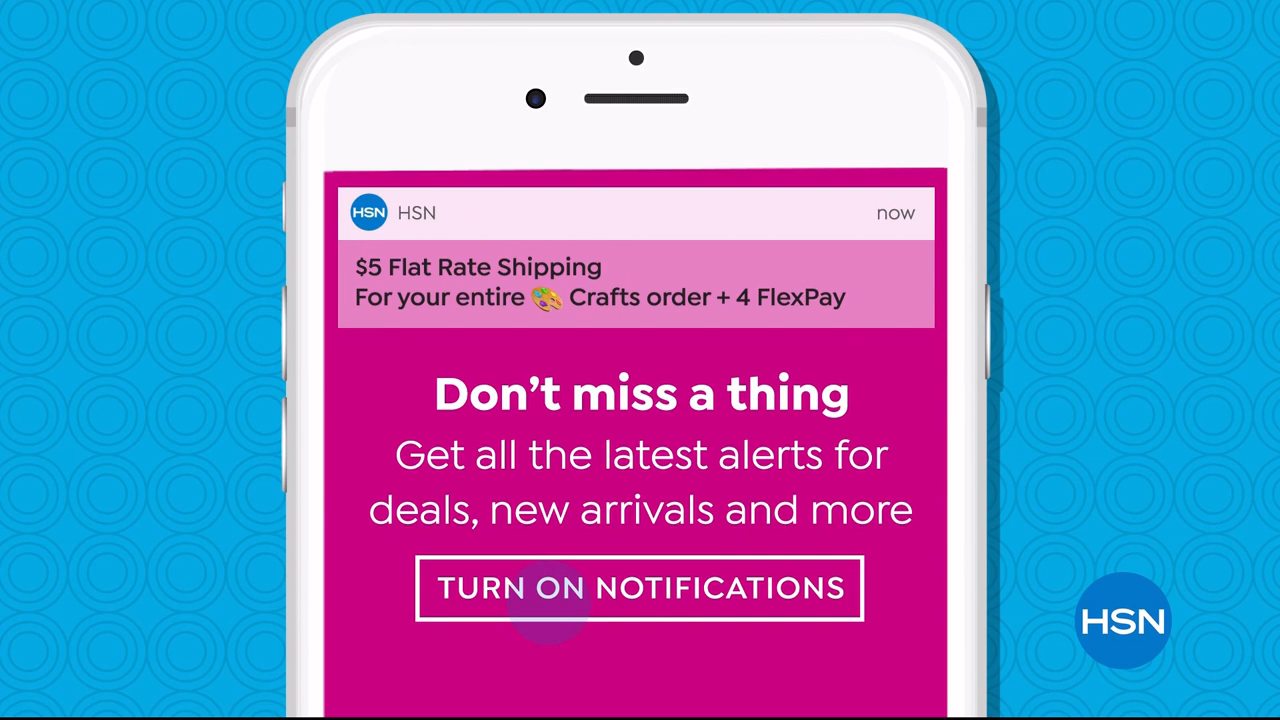 HSN HSN now
$5 Flat Rate Shipping
For your entire 🎨 Crafts order + 4 FlexPay
Don't miss a thing
Get all the latest alerts for
deals, new arrivals and more
TURN ON NOTIFICATIONS
HSN